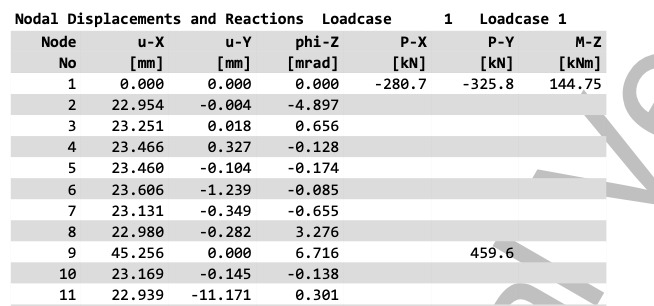 Nodal Displacements and Reactions Loadcase 1 Loadcase 1
Node u-X u-Y phi-Z P-X P-Y M-Z
No [mm] [mm] [mrad] [kN] [kN] [kNm]
1 0.000 0.000 0.000 -280.7 -325.8 144.75
2 22.954 -0.004 -4.897
3 23.251 0.018 0.656
4 23.466 0.327 -0.128
5 23.460 -0.104 -0.174
6 23.606 -1.239 -0.085
7 23.131 -0.349 -0.655
8 22.980 -0.282 3.276
9 45.256 0.000 6.716 459.6
10 23.169 -0.145 -0.138
11 22.939 -11.171 0.301